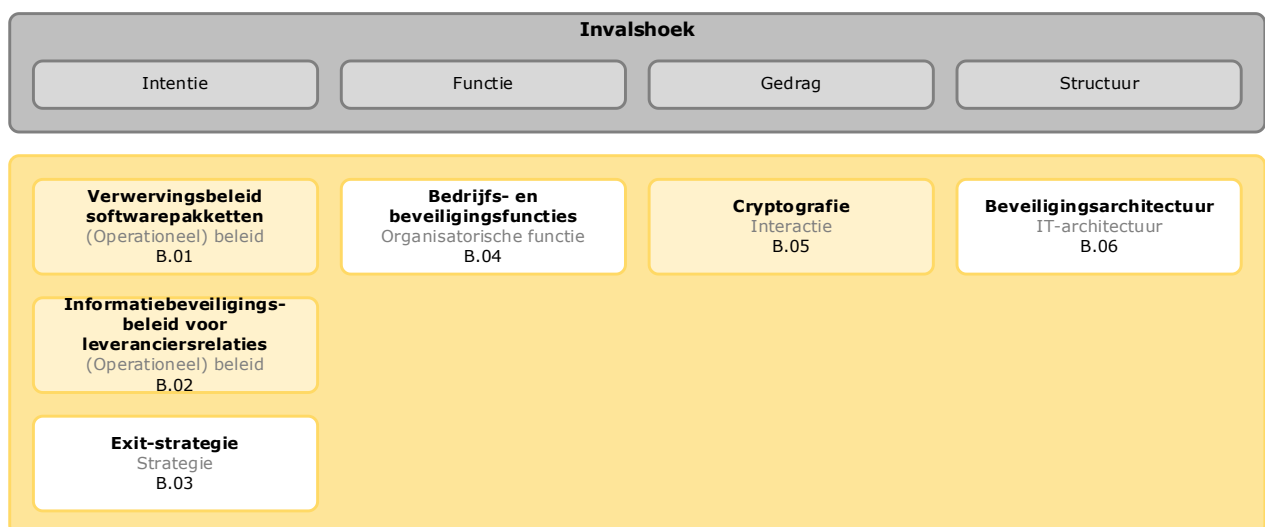 Invalshoek
Intentie
Functie
Gedrag
Structuur
Verwervingsbeleid
softwarepakketten
(Operationeel) beleid
B.01
Bedrijfs- en
beveiligingsfuncties
Organisatorische functie
B.04
Cryptografie
Interactie
B.05
Beveiligingsarchitectuur
IT-architectuur
B.06
Informatiebeveiligings-
beleid voor
leveranciersrelaties
(Operationeel) beleid
B.02
Exit-strategie
Strategie
B.03